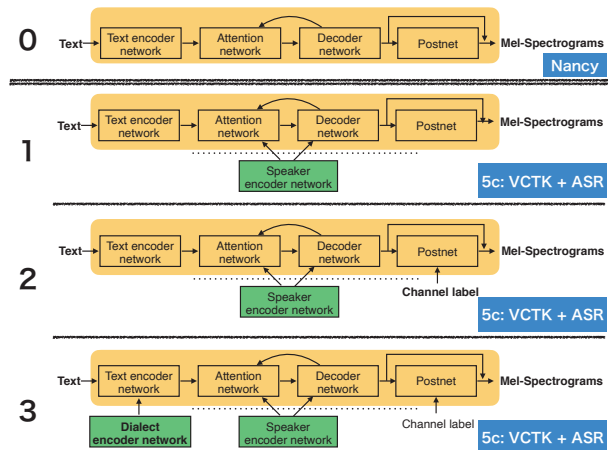 0
Text
Text encoder
network
Attention
network
Decoder
network
Postnet
Mel-Spectrograms
Nancy
1
Text
Text encoder
network
Attention
network
Decoder
network
Postnet
Mel-Spectrograms
Speaker
encoder network
5c: VCTK + ASR
2
Text
Text encoder
network
Attention
network
Decoder
network
Postnet
Mel-Spectrograms
Speaker
encoder network
Channel label
5c: VCTK + ASR
3
Text
Text encoder
network
Attention
network
Decoder
network
Postnet
Mel-Spectrograms
Dialect
encoder network
Speaker
encoder network
Channel label
5c: VCTK + ASR